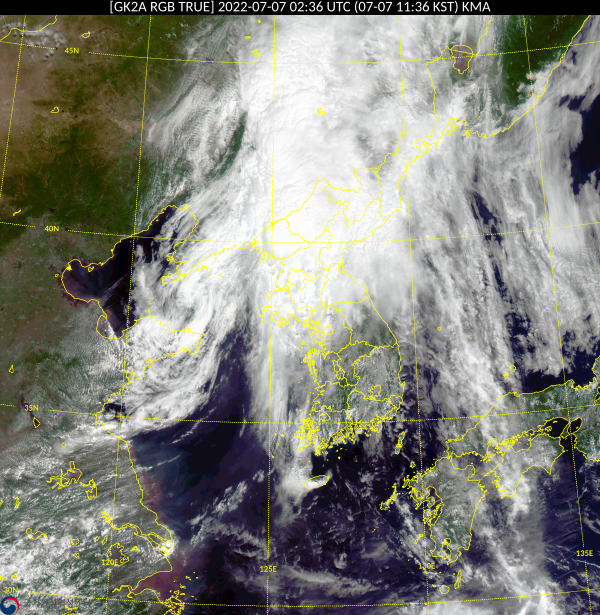 [GK2A RGB TRUE] 2022-07-07 02:36 UTC (07-07 11:36 KST) KMA
45N
40N
35N
135E
120E
125E
130E
30N